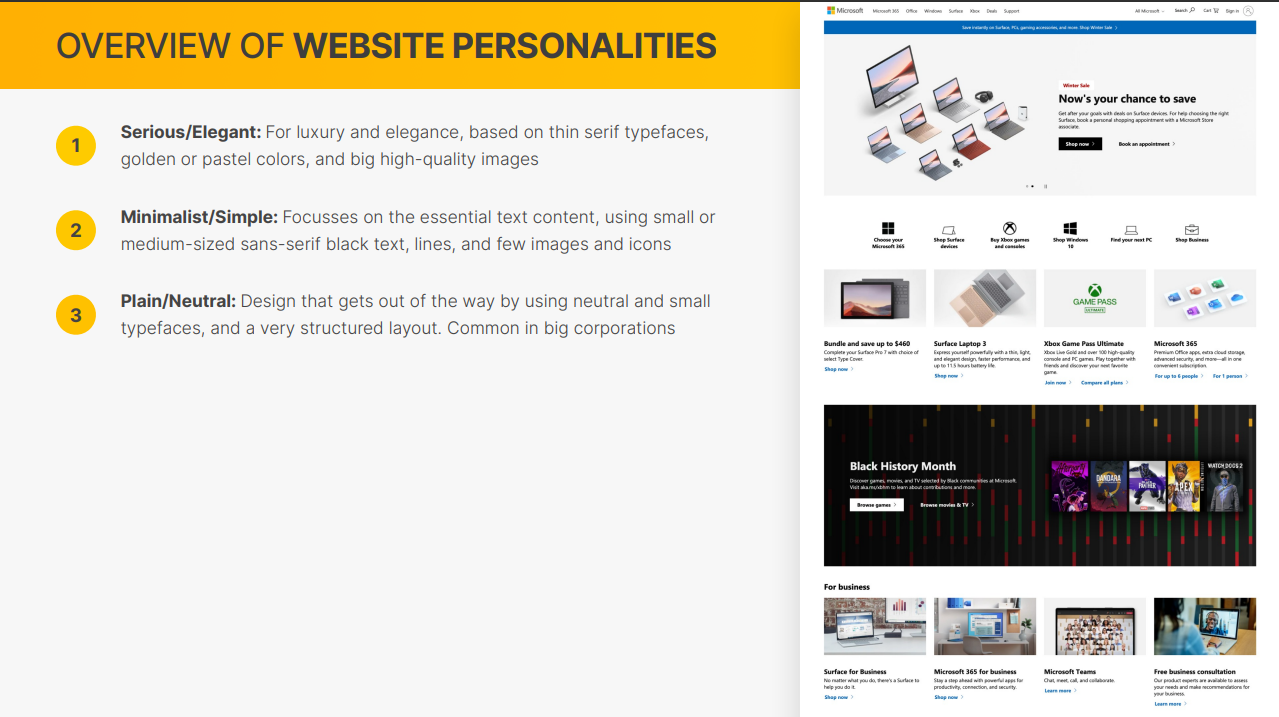 OVERVIEW OF WEBSITE PERSONALITIES
1
Serious/Elegant: For luxury and elegance, based on thin serif typefaces,
golden or pastel colors, and big high-quality images
2
Minimalist/Simple: Focusses on the essential text content, using small or
medium-sized sans-serif black text, lines, and few images and icons
3
Plain/Neutral: Design that gets out of the way by using neutral and small
typefaces, and a very structured layout. Common in big corporations
Microsoft Microsoft 365 Office Windows Surface Xbox Deals Support All Microsoft Search Cart Sign in
Save instantly on Surface, PCs, gaming accessories, and more. Shop Winter Sale
Winter Sale
Now's your chance to save
Get after your goals with deals on Surface devices. For help choosing the right
Surface, book a personal shopping appointment with a Microsoft Store
associate.
Shop now Book an appointment
Choose your
Microsoft 365
Shop Surface
devices
Buy Xbox games
and consoles
Shop Windows
10
Find your next PC
Shop Business
XBOX
GAME PASS
ULTIMATE
Bundle and save up to $460
Complete your Surface Pro 7 with choice of
select Type Cover.
Shop now
Surface Laptop 3
Express yourself powerfully with a thin, light,
and elegant design, faster performance, and
up to 11.5 hours battery life.
Shop now
Xbox Game Pass Ultimate
Xbox Live Gold and over 100 high-quality
console and PC games. Play together with
friends and discover your next favorite
game.
Join now Compare all plans
Microsoft 365
Premium Office apps, extra cloud storage,
advanced security, and more—all in one
convenient subscription.
For up to 6 people For 1 person
Black History Month
Discover games, movies, and TV selected by Black communities at Microsoft.
Visit aka.ms/xbhm to learn about contributions and more.
Browse games Browse movies & TV
DANDARA
PANTHER
APEX
WATCH DOGS 2
For business
Surface for Business
No matter what you do, there's a Surface to
help you do it.
Shop now
Microsoft 365 for business
Stay a step ahead with powerful apps for
productivity, connection, and security.
Shop now
Microsoft Teams
Chat, meet, call, and collaborate.
Learn more
Free business consultation
Our product experts are available to assess
your needs and make recommendations for
your business.
Learn more